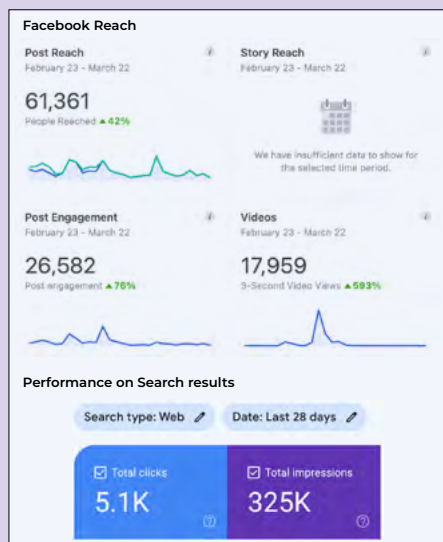 Facebook Reach
Post Reach
February 23 - March 22
61,361
People Reached ▲ 42%
Story Reach
February 23 - March 22
We have insufficient data to show for
the selected time period.
Post Engagement
February 23 - March 22
26,582
Post engagement ▲ 76%
Videos
February 23 - March 22
17,959
3-Second Video Views ▲ 593%
Performance on Search results
Search type: Web
Date: Last 28 days
Total clicks
5.1K
Total impressions
325K